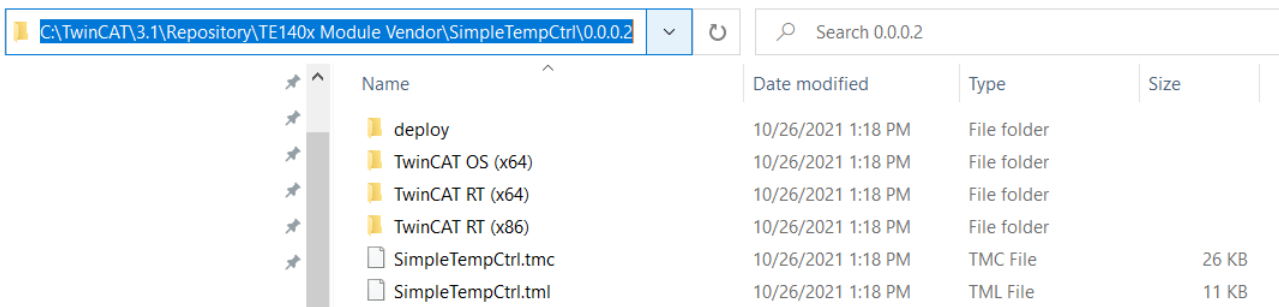 C:\TwinCAT\3.1\Repository\TE140x Module Vendor\SimpleTempCtrl\0.0.0.2 Search 0.0.0.2
Name Date modified Type Size
deploy 10/26/2021 1:18 PM File folder
TwinCAT OS (x64) 10/26/2021 1:18 PM File folder
TwinCAT RT (x64) 10/26/2021 1:18 PM File folder
TwinCAT RT (x86) 10/26/2021 1:18 PM File folder
SimpleTempCtrl.tmc 10/26/2021 1:18 PM TMC File 26 KB
SimpleTempCtrl.tml 10/26/2021 1:18 PM TML File 11 KB